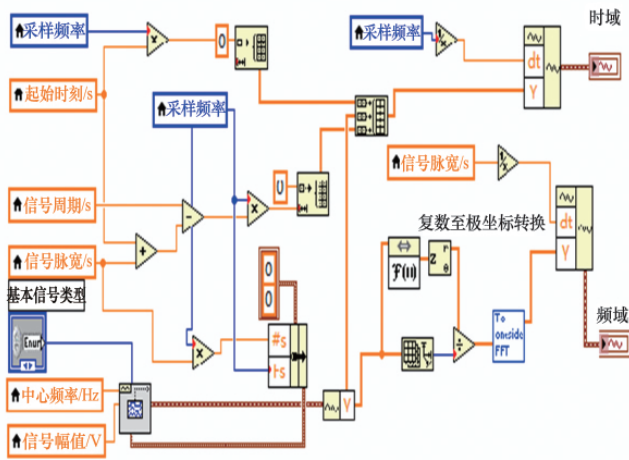 采样频率
采样频率
时域
dt
Y
起始时刻/s
采样频率
信号脉宽/s
信号周期/s
复数至极坐标转换
dt
Y
信号脉宽/s
基本信号类型
Enum
#s
Fs
To
oneside
FFT
频域
中心频率/Hz
Y
信号幅值/V